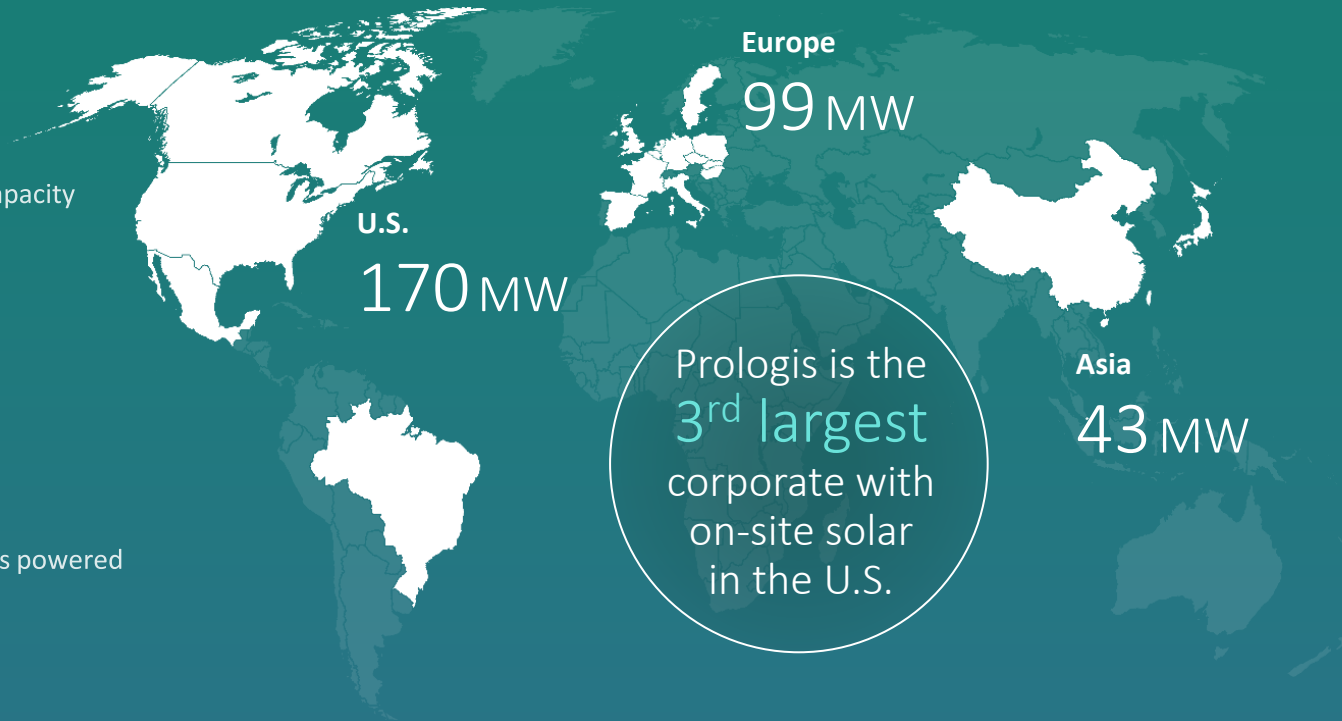 Europe
99 MW
U.S.
170 MW
Prologis is the
3rd largest
corporate with
on-site solar
in the U.S.
Asia
43 MW
powered